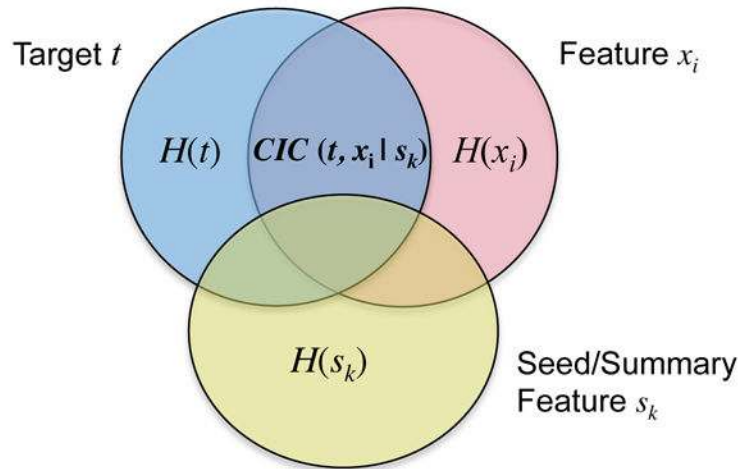 Target t
Feature xᵢ
H(t)
CIC (t, xᵢ | sₖ)
H(xᵢ)
H(sₖ)
Seed/Summary
Feature sₖ